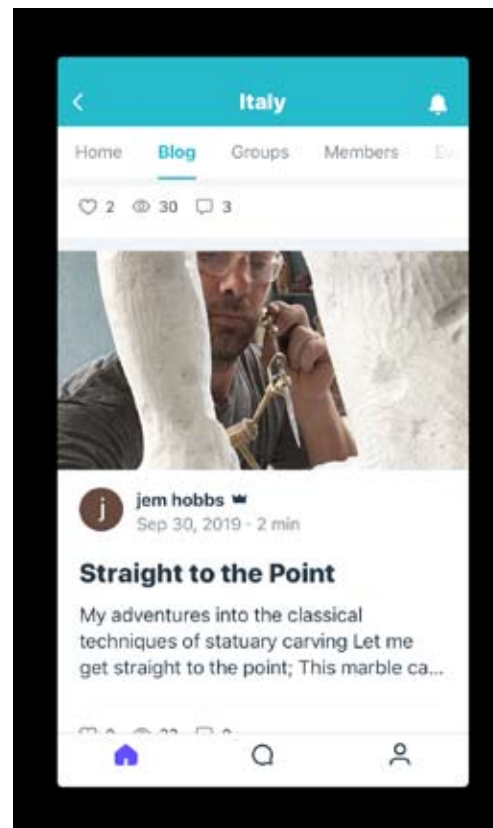 Italy
Home Blog Groups Members
2 30 3
j
jem hobbs
Sep 30, 2019 - 2 min
Straight to the Point
My adventures into the classical
techniques of statuary carving Let me
get straight to the point; This marble ca...